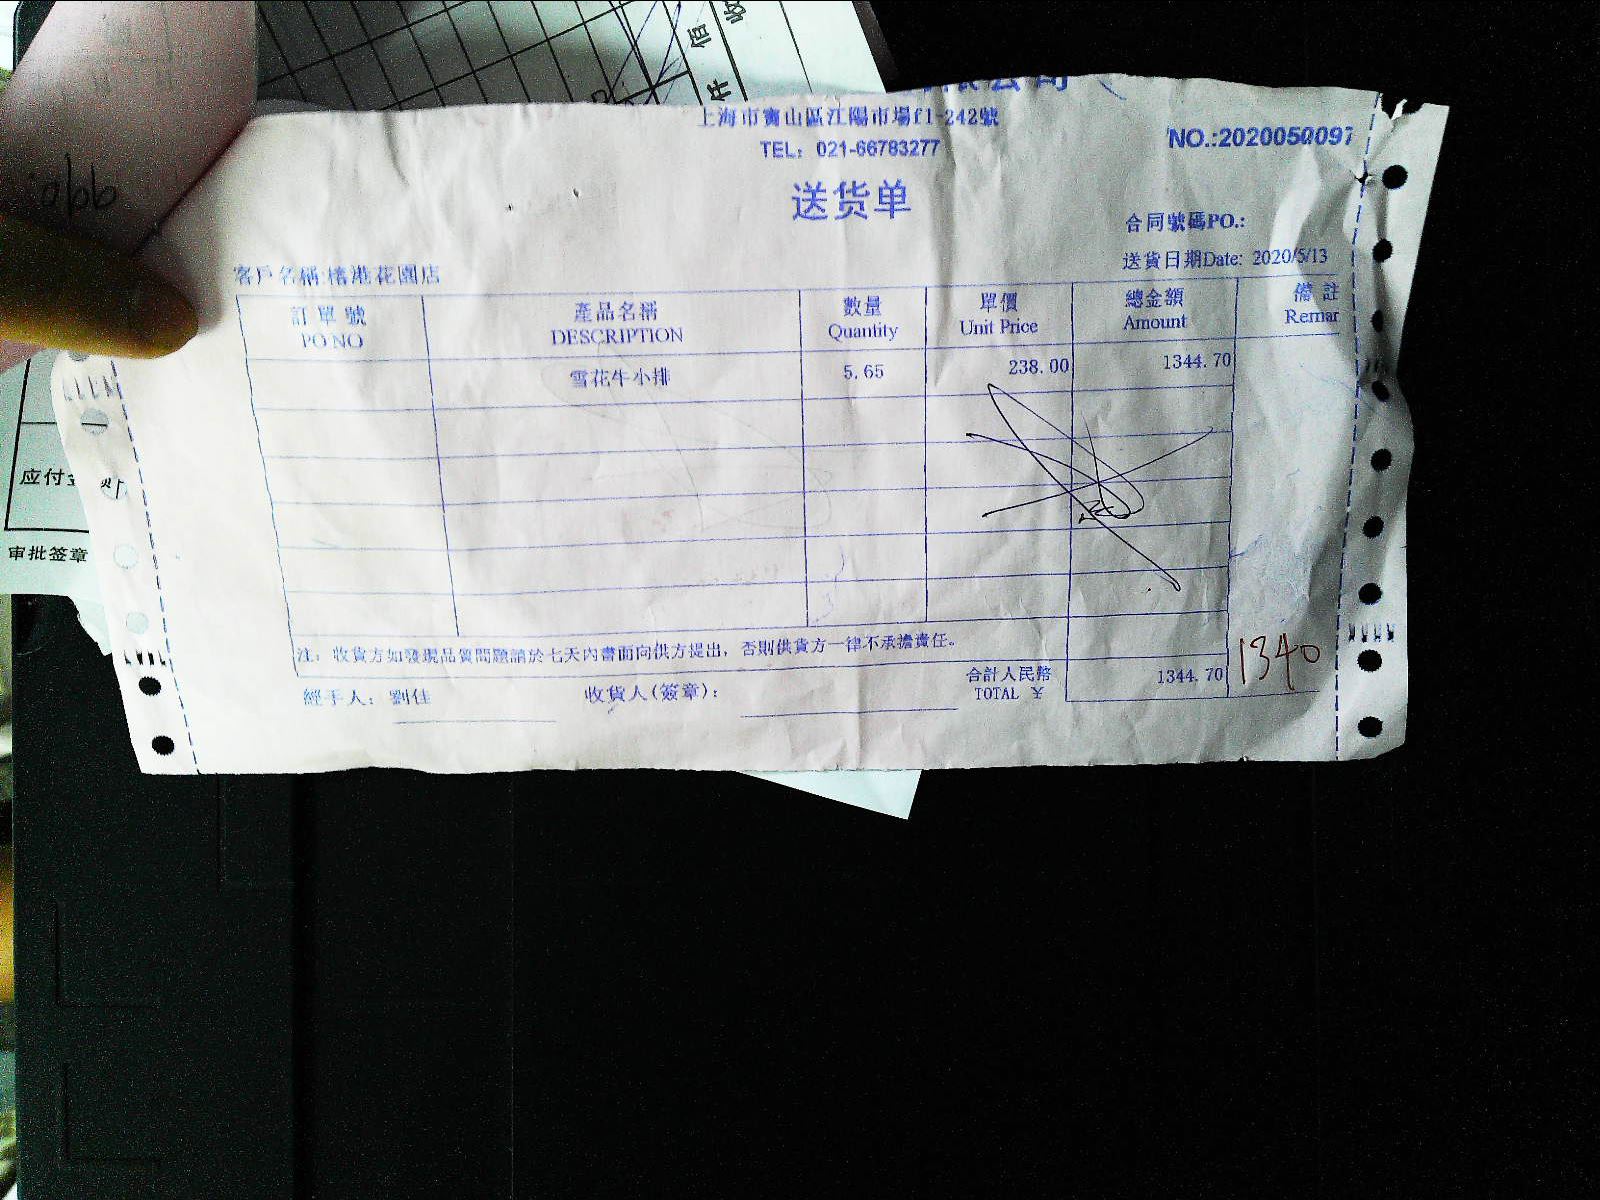 佰
收
仟
限公司
上海市寶山區江陽市場f1-242號
TEL: 021-66783277
NO.:2020050097
送货单
合同號碼PO.:
送貨日期Date: 2020/5/13
客戶名稱:橘港花園店
訂單號 產品名稱 數量 單價 總金額 備註
PO NO DESCRIPTION Quantity Unit Price Amount Remar
雪花牛小排 5.65 238.00 1344.70
注：收貨方如發現品質問題請於七天內書面向供方提出，否則供貨方一律不承擔責任。
合計人民幣 1344.70 1340
TOTAL ¥
經手人：劉佳 收貨人(簽章)：
应付金
审批签章